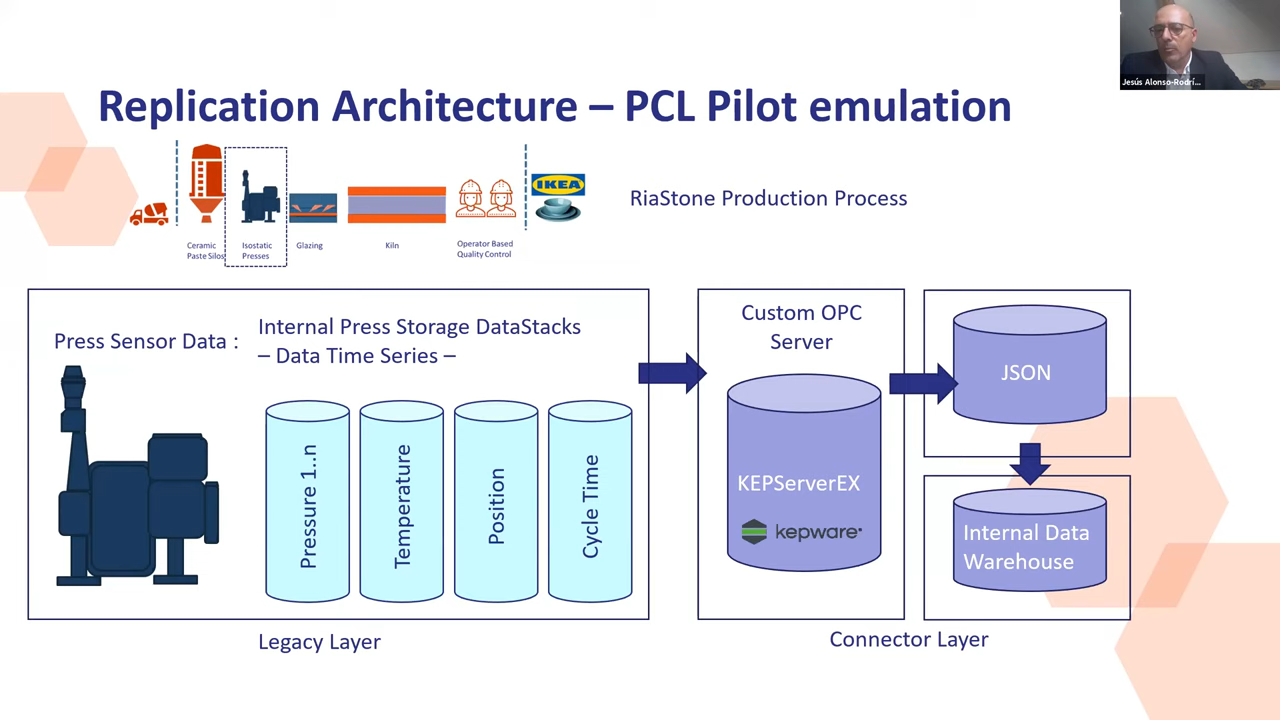 Jesús Alonso-Rodrí...
Replication Architecture – PCL Pilot emulation
IKEA
RiaStone Production Process
Ceramic
Paste Silos
Isostatic
Presses
Glazing
Kiln
Operator Based
Quality Control
Press Sensor Data :
Internal Press Storage DataStacks
– Data Time Series –
Pressure 1..n
Temperature
Position
Cycle Time
Legacy Layer
Custom OPC
Server
KEPServerEX
kepware
JSON
Internal Data
Warehouse
Connector Layer